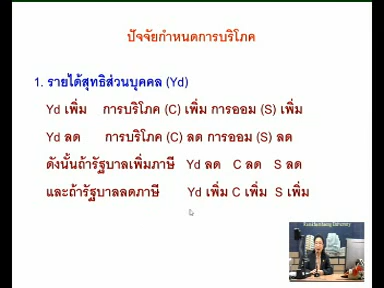 ปัจจัยกำหนดการบริโภค
1. รายได้สุทธิส่วนบุคคล (Yd)
Yd เพิ่ม การบริโภค (C) เพิ่ม การออม (S) เพิ่ม
Yd ลด การบริโภค (C) ลด การออม (S) ลด
ดังนั้นถ้ารัฐบาลเพิ่มภาษี Yd ลด C ลด S ลด
และถ้ารัฐบาลลดภาษี Yd เพิ่ม C เพิ่ม S เพิ่ม